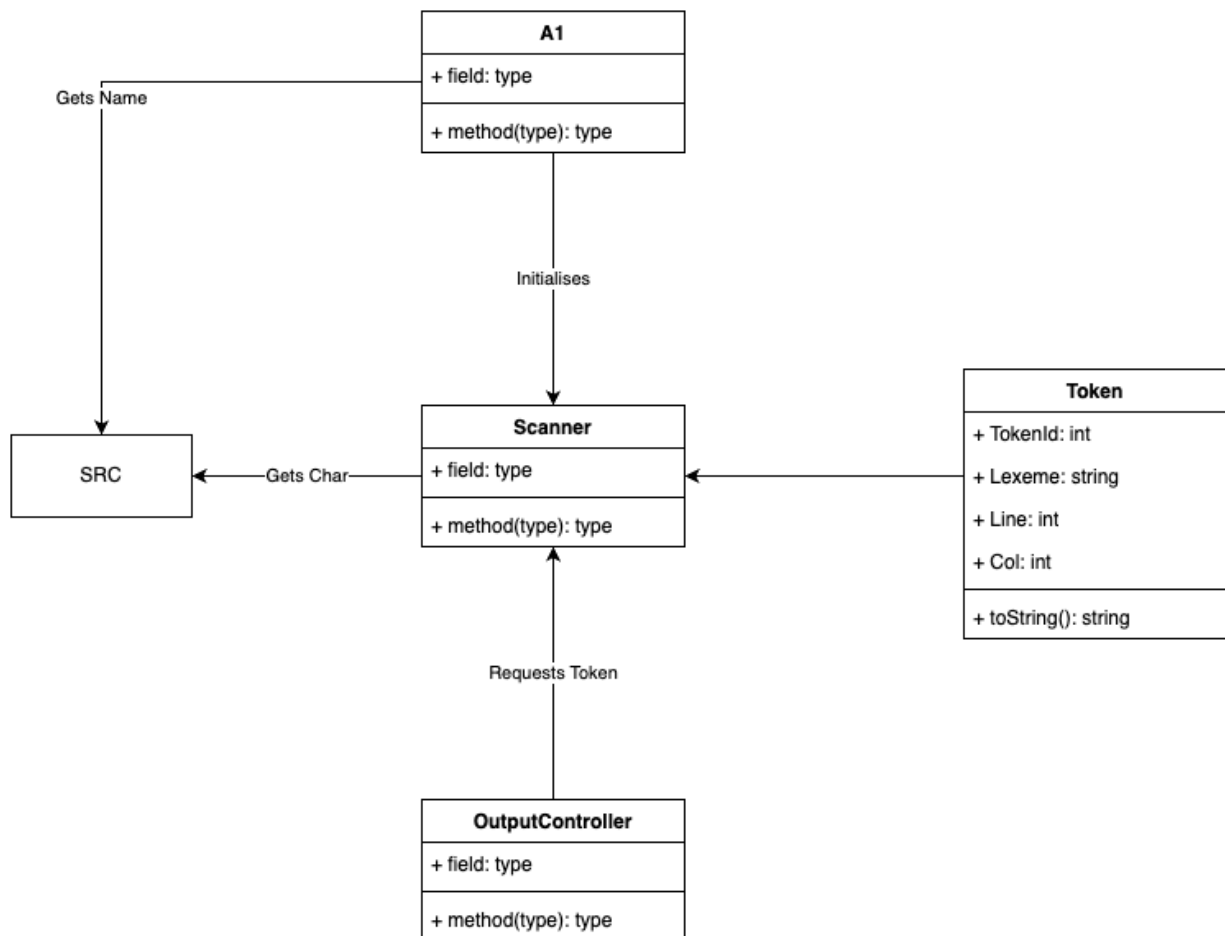 A1
+ field: type
+ method(type): type
Gets Name
Initialises
Scanner
+ field: type
+ method(type): type
SRC
Gets Char
Token
+ TokenId: int
+ Lexeme: string
+ Line: int
+ Col: int
+ toString(): string
Requests Token
OutputController
+ field: type
+ method(type): type